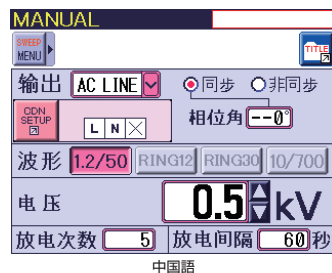 MANUAL
SWEEP MENU
TITLE
输出 AC LINE 同步 非同步
CDN SETUP L N 相位角 --0°
波形 1.2/50 RING12 RING30 10/700
电压 0.5 kV
放电次数 5 放电间隔 60 秒
中国語